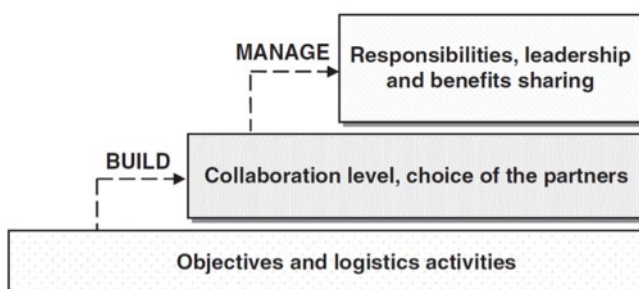 MANAGE
Responsibilities, leadership
and benefits sharing
BUILD
Collaboration level, choice of the partners
Objectives and logistics activities